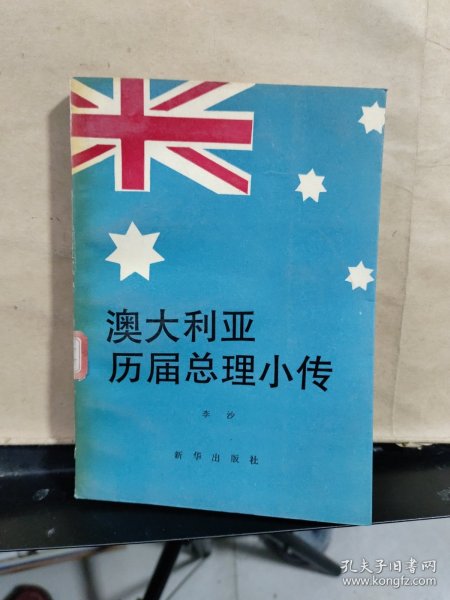 澳大利亚
历届总理小传
李沙
新华出版社
孔夫子旧书网
www.kongfz.com